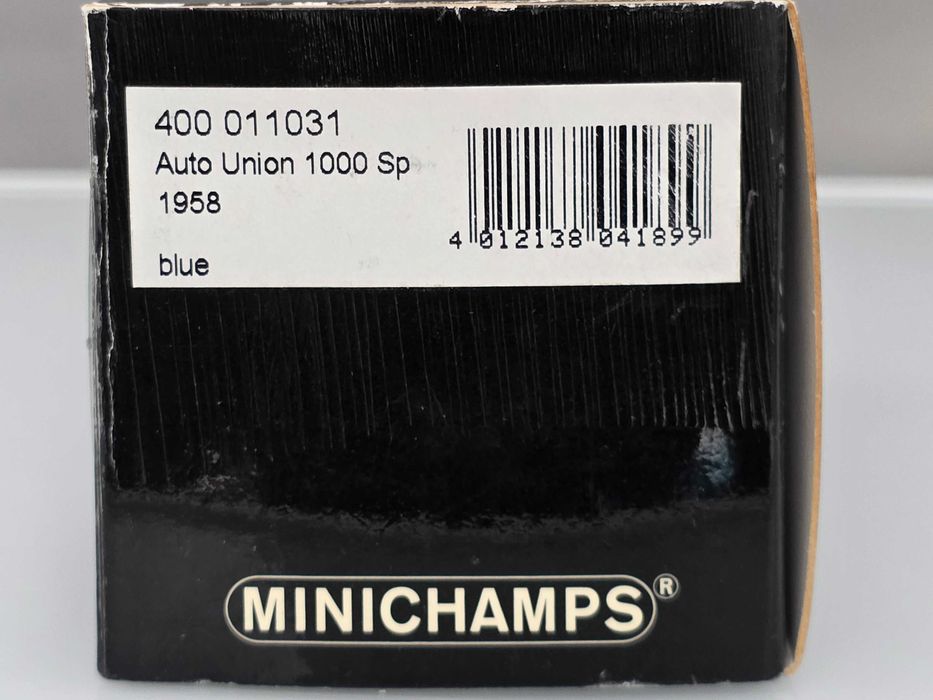 400 011031
Auto Union 1000 Sp
1958
blue
4 012138 041899
MINICHAMPS®